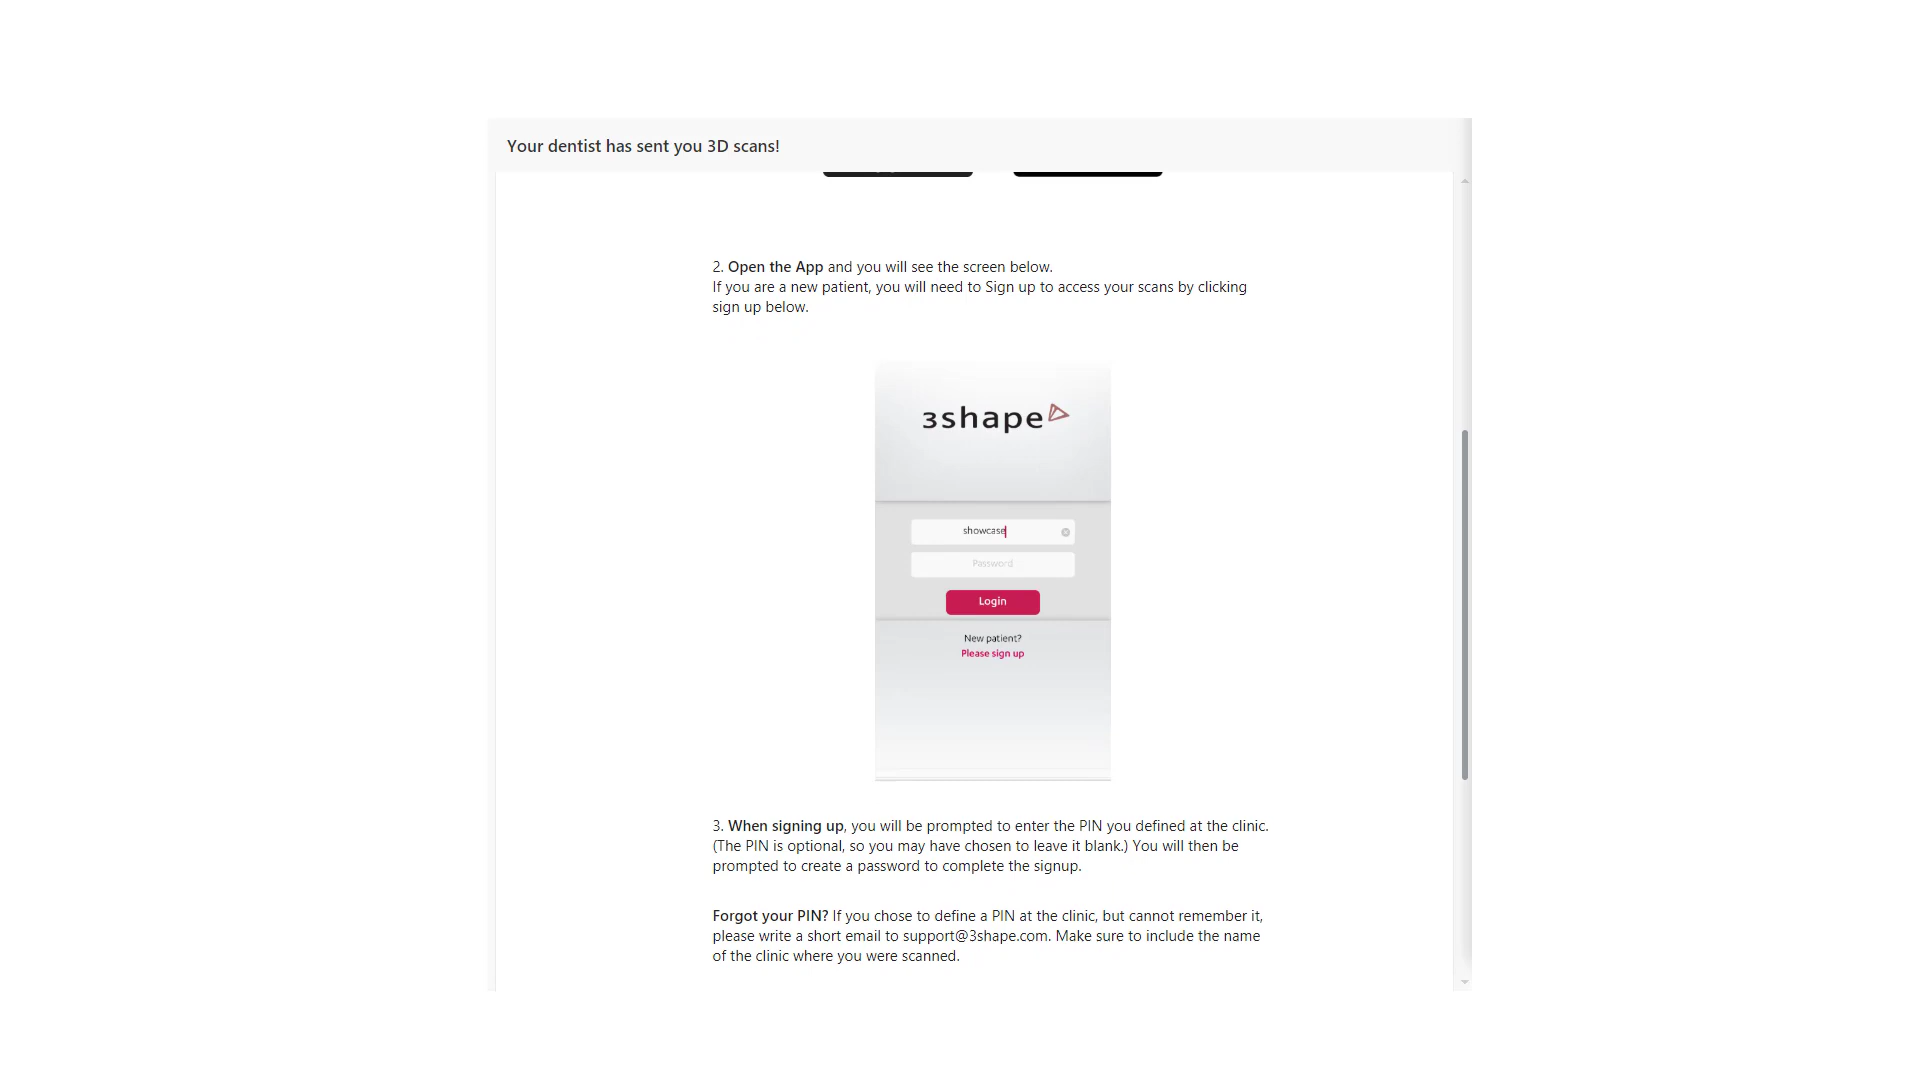 Your dentist has sent you 3D scans!
2. Open the App and you will see the screen below.
If you are a new patient, you will need to Sign up to access your scans by clicking
sign up below.
3shape
showcase
Password
Login
New patient?
Please sign up
3. When signing up, you will be prompted to enter the PIN you defined at the clinic.
(The PIN is optional, so you may have chosen to leave it blank.) You will then be
prompted to create a password to complete the signup.
Forgot your PIN? If you chose to define a PIN at the clinic, but cannot remember it,
please write a short email to support@3shape.com. Make sure to include the name
of the clinic where you were scanned.